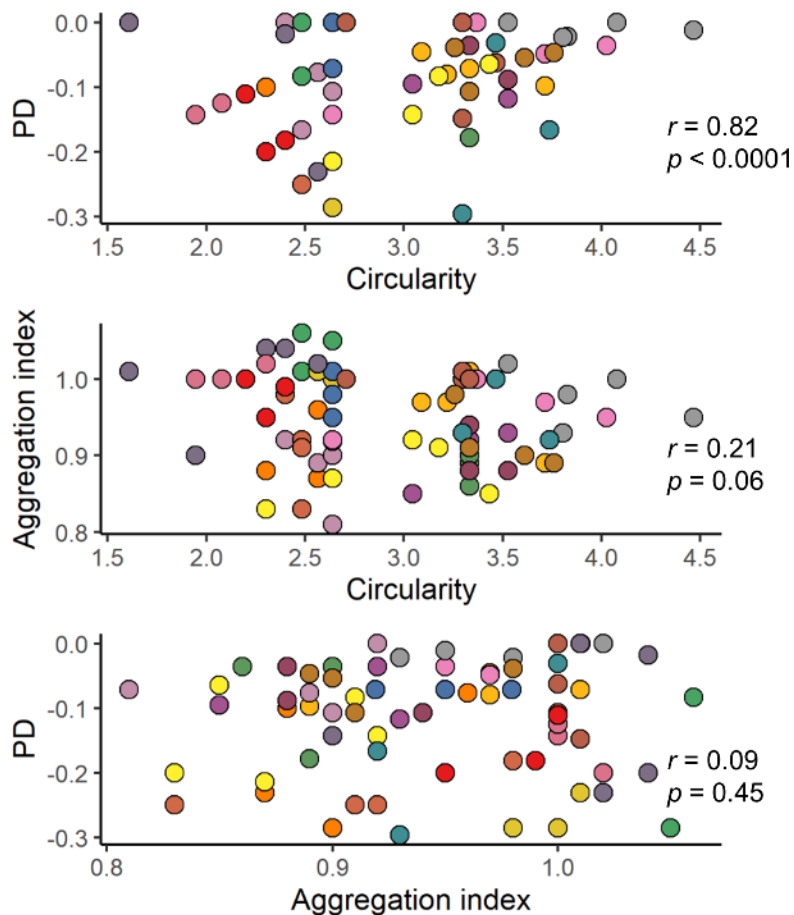 0.0
-0.1
-0.2
-0.3
PD
r = 0.82
p < 0.0001
1.5 2.0 2.5 3.0 3.5 4.0 4.5
Circularity
1.0
0.9
0.8
Aggregation index
r = 0.21
p = 0.06
1.5 2.0 2.5 3.0 3.5 4.0 4.5
Circularity
0.0
-0.1
-0.2
-0.3
PD
r = 0.09
p = 0.45
0.8 0.9 1.0
Aggregation index